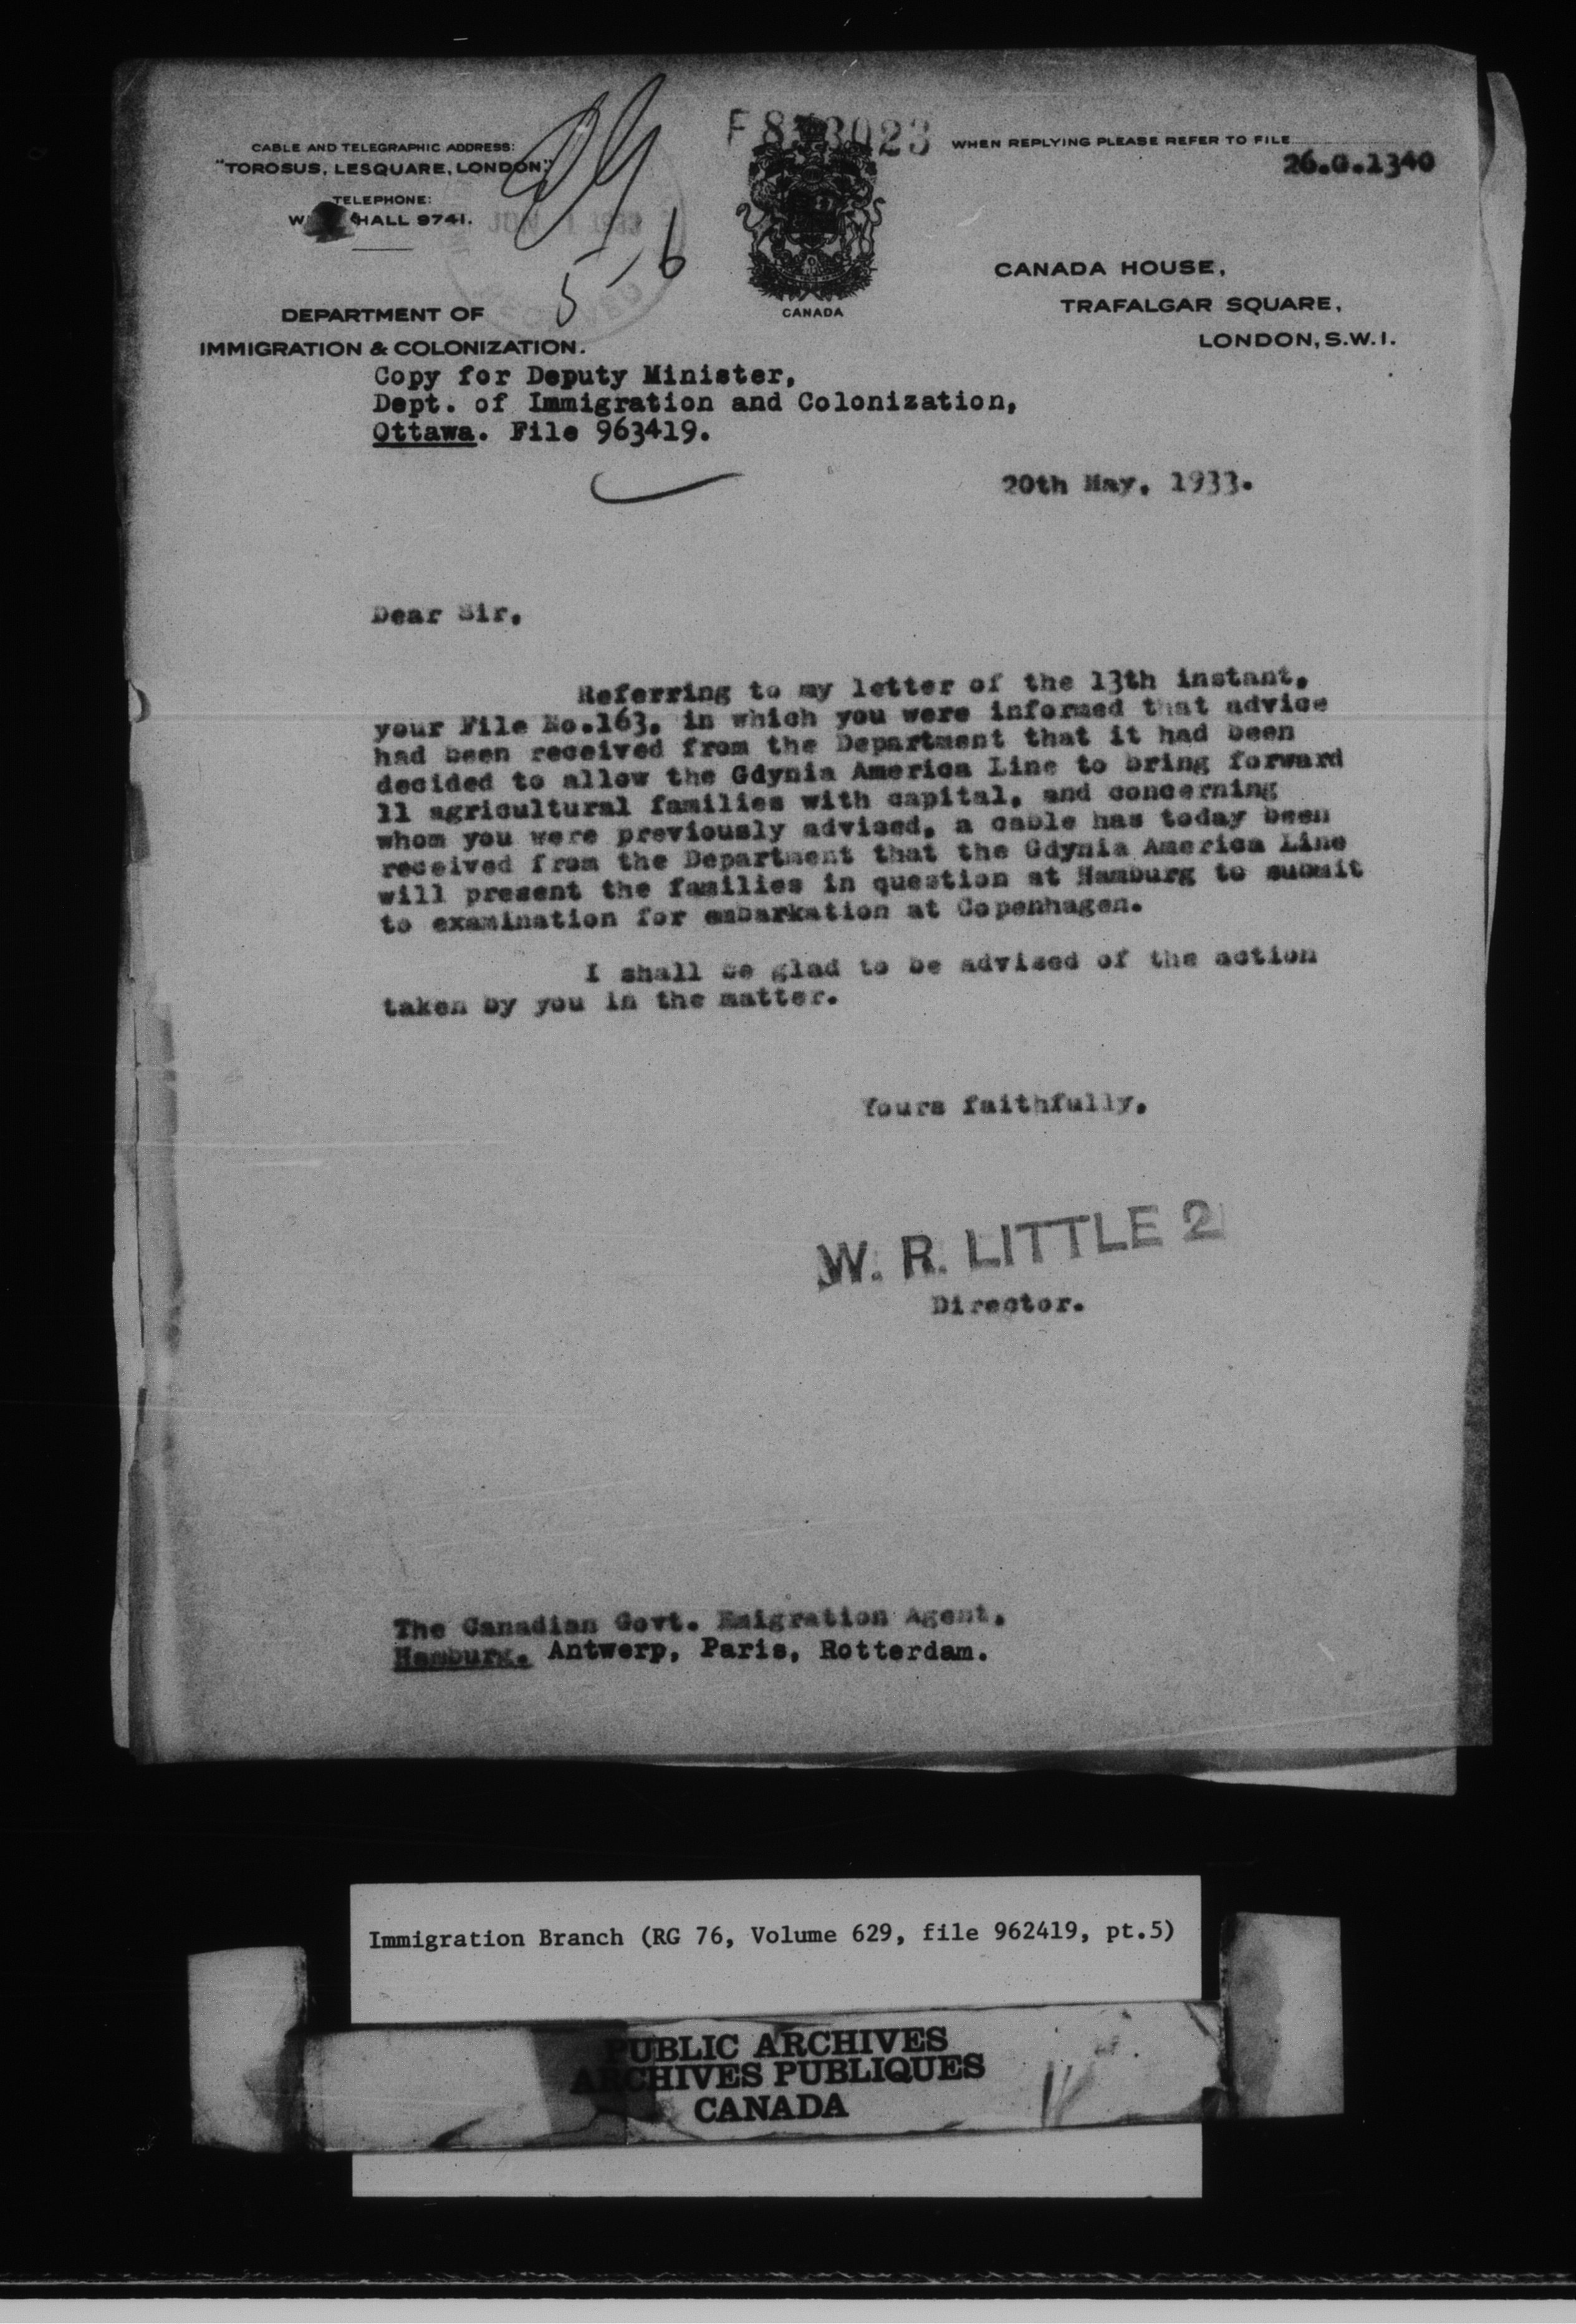 CABLE AND TELEGRAPHIC ADDRESS:
"TOROSUS, LESQUARE, LONDON."
TELEPHONE:
HALL 9741.
JUN 1 1933
5-6
DEPARTMENT OF
IMMIGRATION & COLONIZATION.
CANADA
WHEN REPLYING PLEASE REFER TO FILE
26.G.1340
CANADA HOUSE,
TRAFALGAR SQUARE,
LONDON, S.W.1.
Copy for Deputy Minister,
Dept. of Immigration and Colonization,
Ottawa. File 963419.
20th May, 1933.
Dear Sir,
Referring to my letter of the 13th instant,
your File No.163, in which you were informed that advice
had been received from the Department that it had been
decided to allow the Gdynia America Line to bring forward
11 agricultural families with capital, and concerning
whom you were previously advised, a cable has today been
received from the Department that the Gdynia America Line
will present the families in question at Hamburg to submit
to examination for embarkation at Copenhagen.
I shall be glad to be advised of the action
taken by you in the matter.
Yours faithfully,
W. R. LITTLE 2
Director.
The Canadian Govt. Emigration Agent,
Hamburg. Antwerp, Paris, Rotterdam.
Immigration Branch (RG 76, Volume 629, file 962419, pt.5)
PUBLIC ARCHIVES
ARCHIVES PUBLIQUES
CANADA